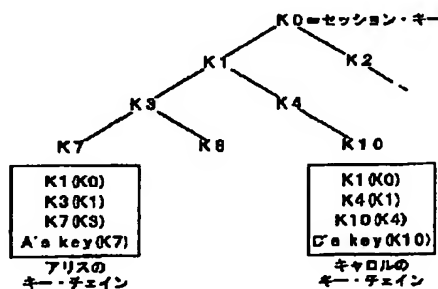 K0=セッション・キー
K1
K2
K3
K4
K7
K8
K10
K1(K0)
K3(K1)
K7(K3)
A's key(K7)
アリスの
キー・チェイン
K1(K0)
K4(K1)
K10(K4)
C's key(K10)
キャロルの
キー・チェイン